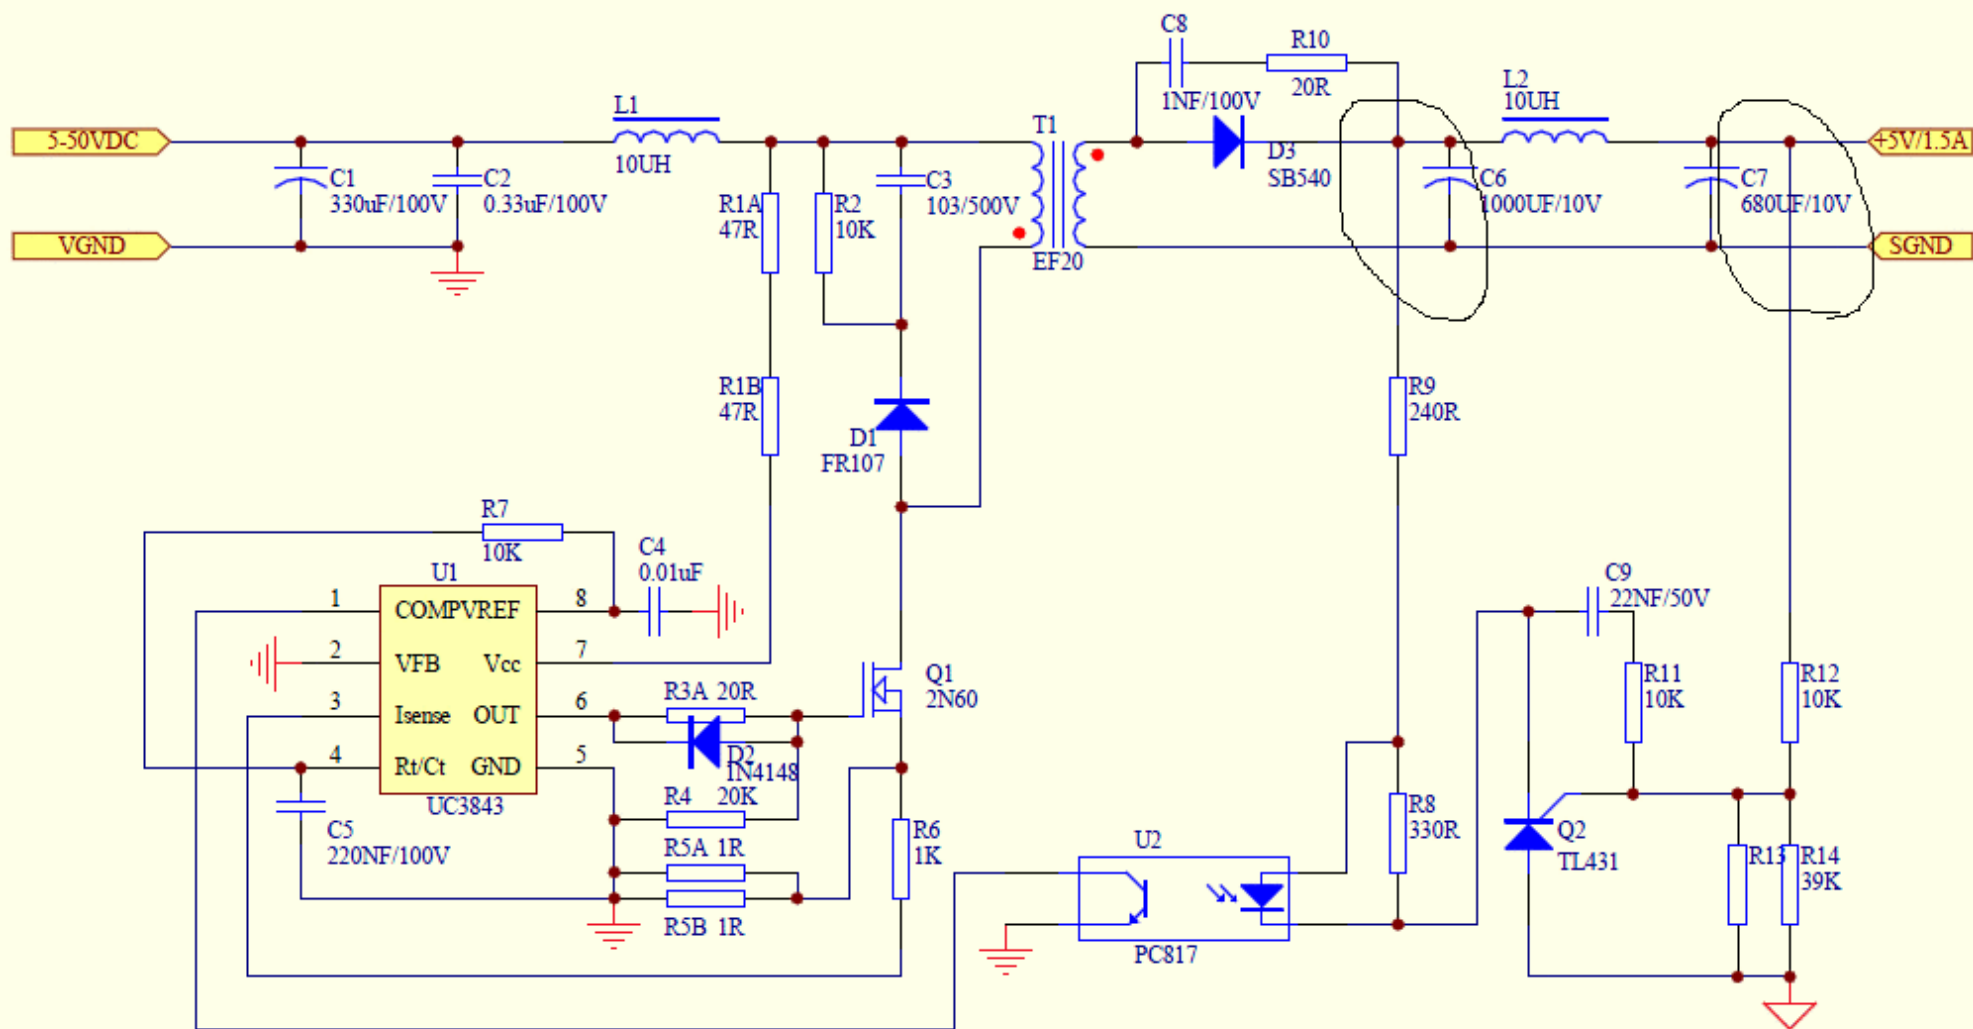 C8
R10
20R
1NF/100V
L2
10UH
5-50VDC
L1
10UH
T1
D3
SB540
+5V/1.5A
C1
330uF/100V
C2
0.33uF/100V
R1A
47R
R2
10K
C3
103/500V
C6
1000UF/10V
C7
680UF/10V
VGND
EF20
SGND
R1B
47R
D1
FR107
R9
240R
R7
10K
C4
0.01uF
U1
C9
22NF/50V
1
COMP
VREF
8
2
VFB
Vcc
7
3
Isense
OUT
6
4
Rt/Ct
GND
5
UC3843
R3A 20R
Q1
2N60
D2
IN4148
R4
20K
R5A 1R
R5B 1R
C5
220NF/100V
R6
1K
R11
10K
R12
10K
U2
PC817
R8
330R
Q2
TL431
R13
R14
39K